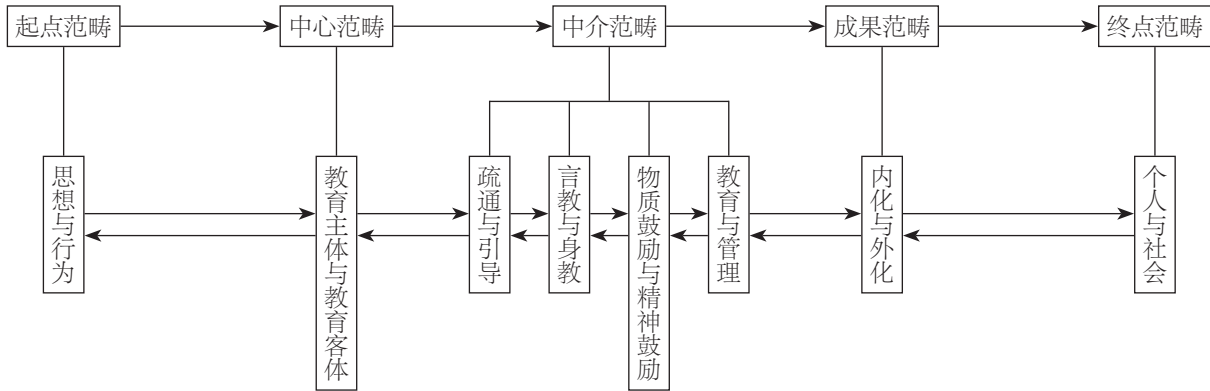 起点范畴
中心范畴
中介范畴
成果范畴
终点范畴
思想与行为
教育主体与教育客体
疏通与引导
言教与身教
物质鼓励与精神鼓励
教育与管理
内化与外化
个人与社会